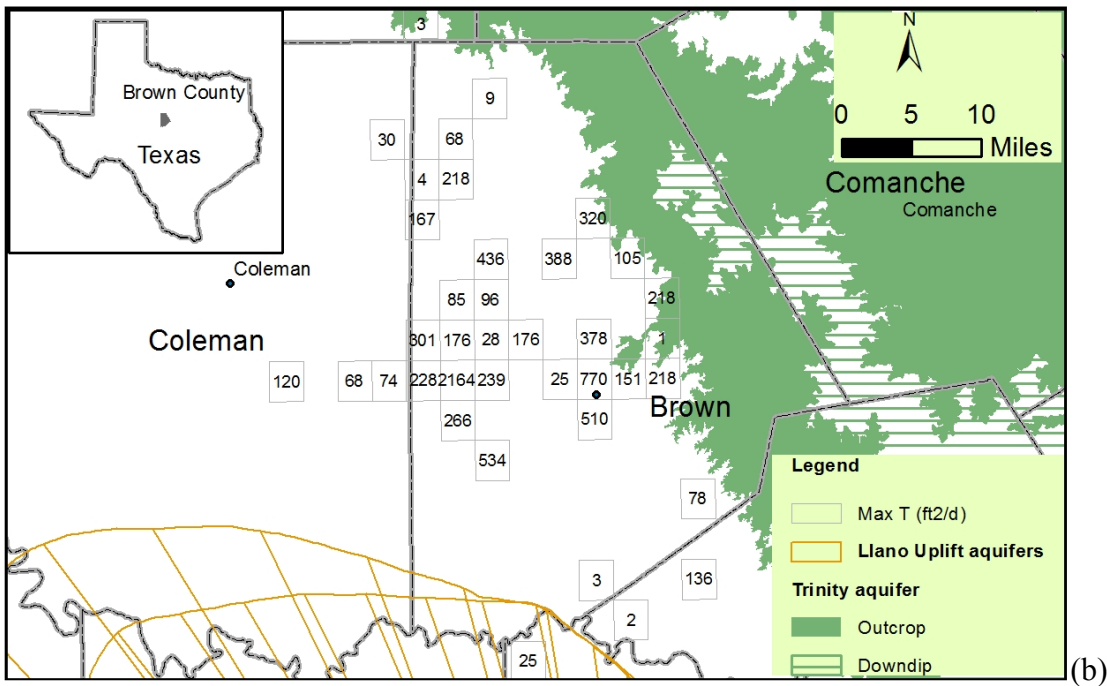 3
N
Brown County
Texas
0 5 10
Miles
9
30 68
4 218
Comanche
Comanche
167 320
436 388 105
Coleman
85 96 218
Coleman
301 176 28 176 378 1
120 68 74 228 2164 239 25 770 151 218
Brown
266 510
534
Legend
78
Max T (ft2/d)
Llano Uplift aquifers
3 136
Trinity aquifer
2
Outcrop
25
Downdip
(b)